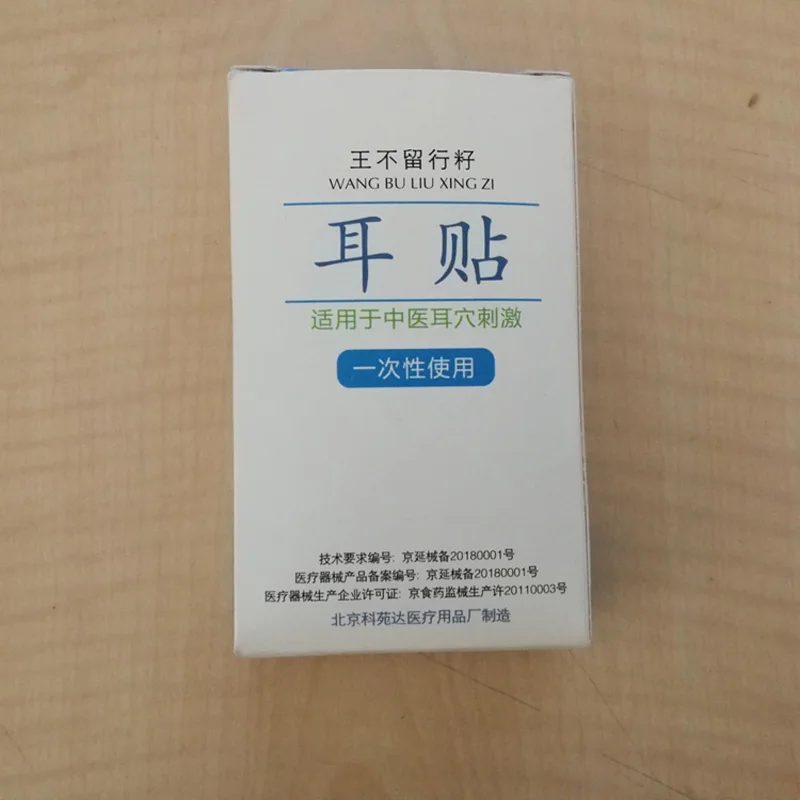 王不留行籽
WANG BU LIU XING ZI
耳贴
适用于中医耳穴刺激
一次性使用
技术要求编号: 京延械备20180001号
医疗器械产品备案编号: 京延械备20180001号
医疗器械生产企业许可证: 京食药监械生产许20110003号
北京科苑达医疗用品厂制造